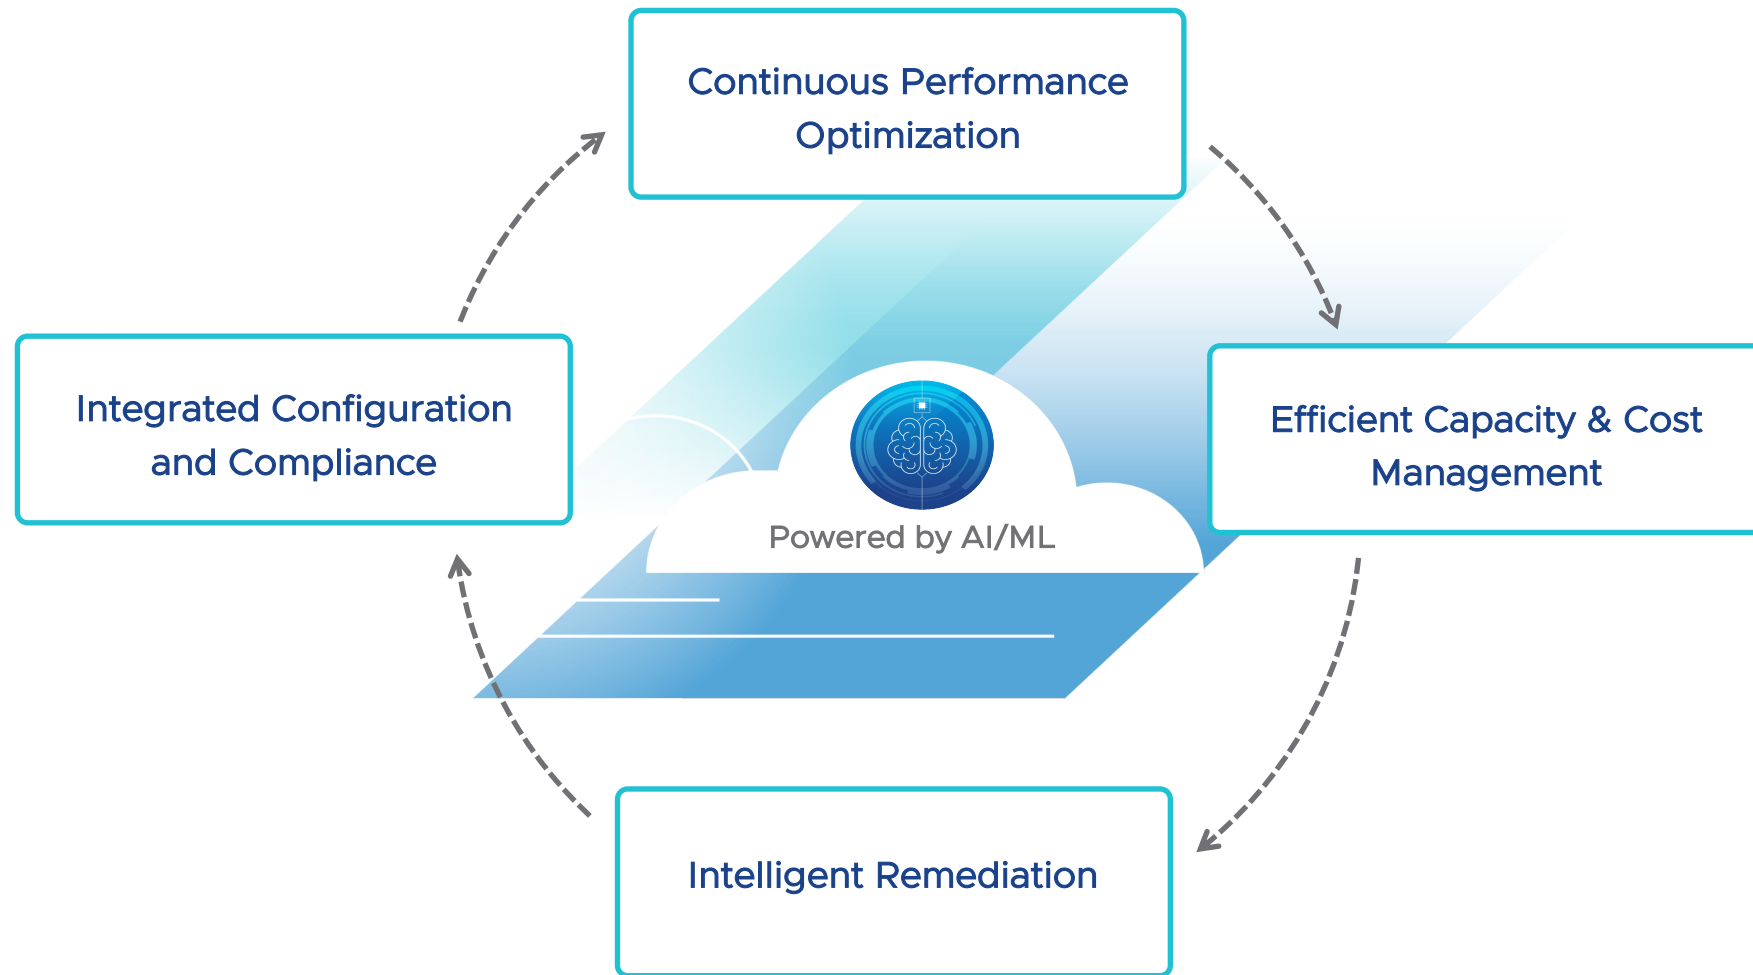 Continuous Performance
Optimization
Integrated Configuration
and Compliance
Efficient Capacity & Cost
Management
Powered by AI/ML
Intelligent Remediation